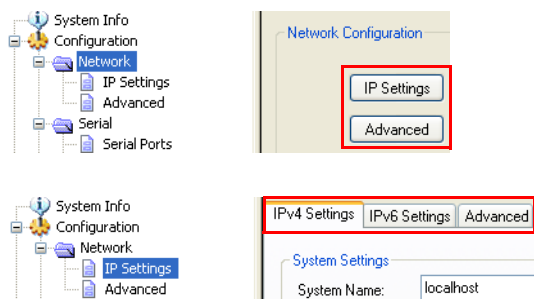 System Info
Configuration
Network
IP Settings
Advanced
Serial
Serial Ports
Network Configuration
IP Settings
Advanced
System Info
Configuration
Network
IP Settings
Advanced
IPv4 Settings IPv6 Settings Advanced
System Settings
System Name: localhost